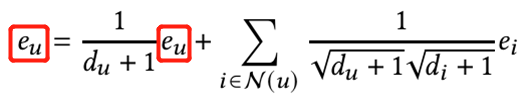 e_u = \frac{1}{d_u + 1} e_u + \sum_{i \in \mathcal{N}(u)} \frac{1}{\sqrt{d_u + 1}\sqrt{d_i + 1}} e_i